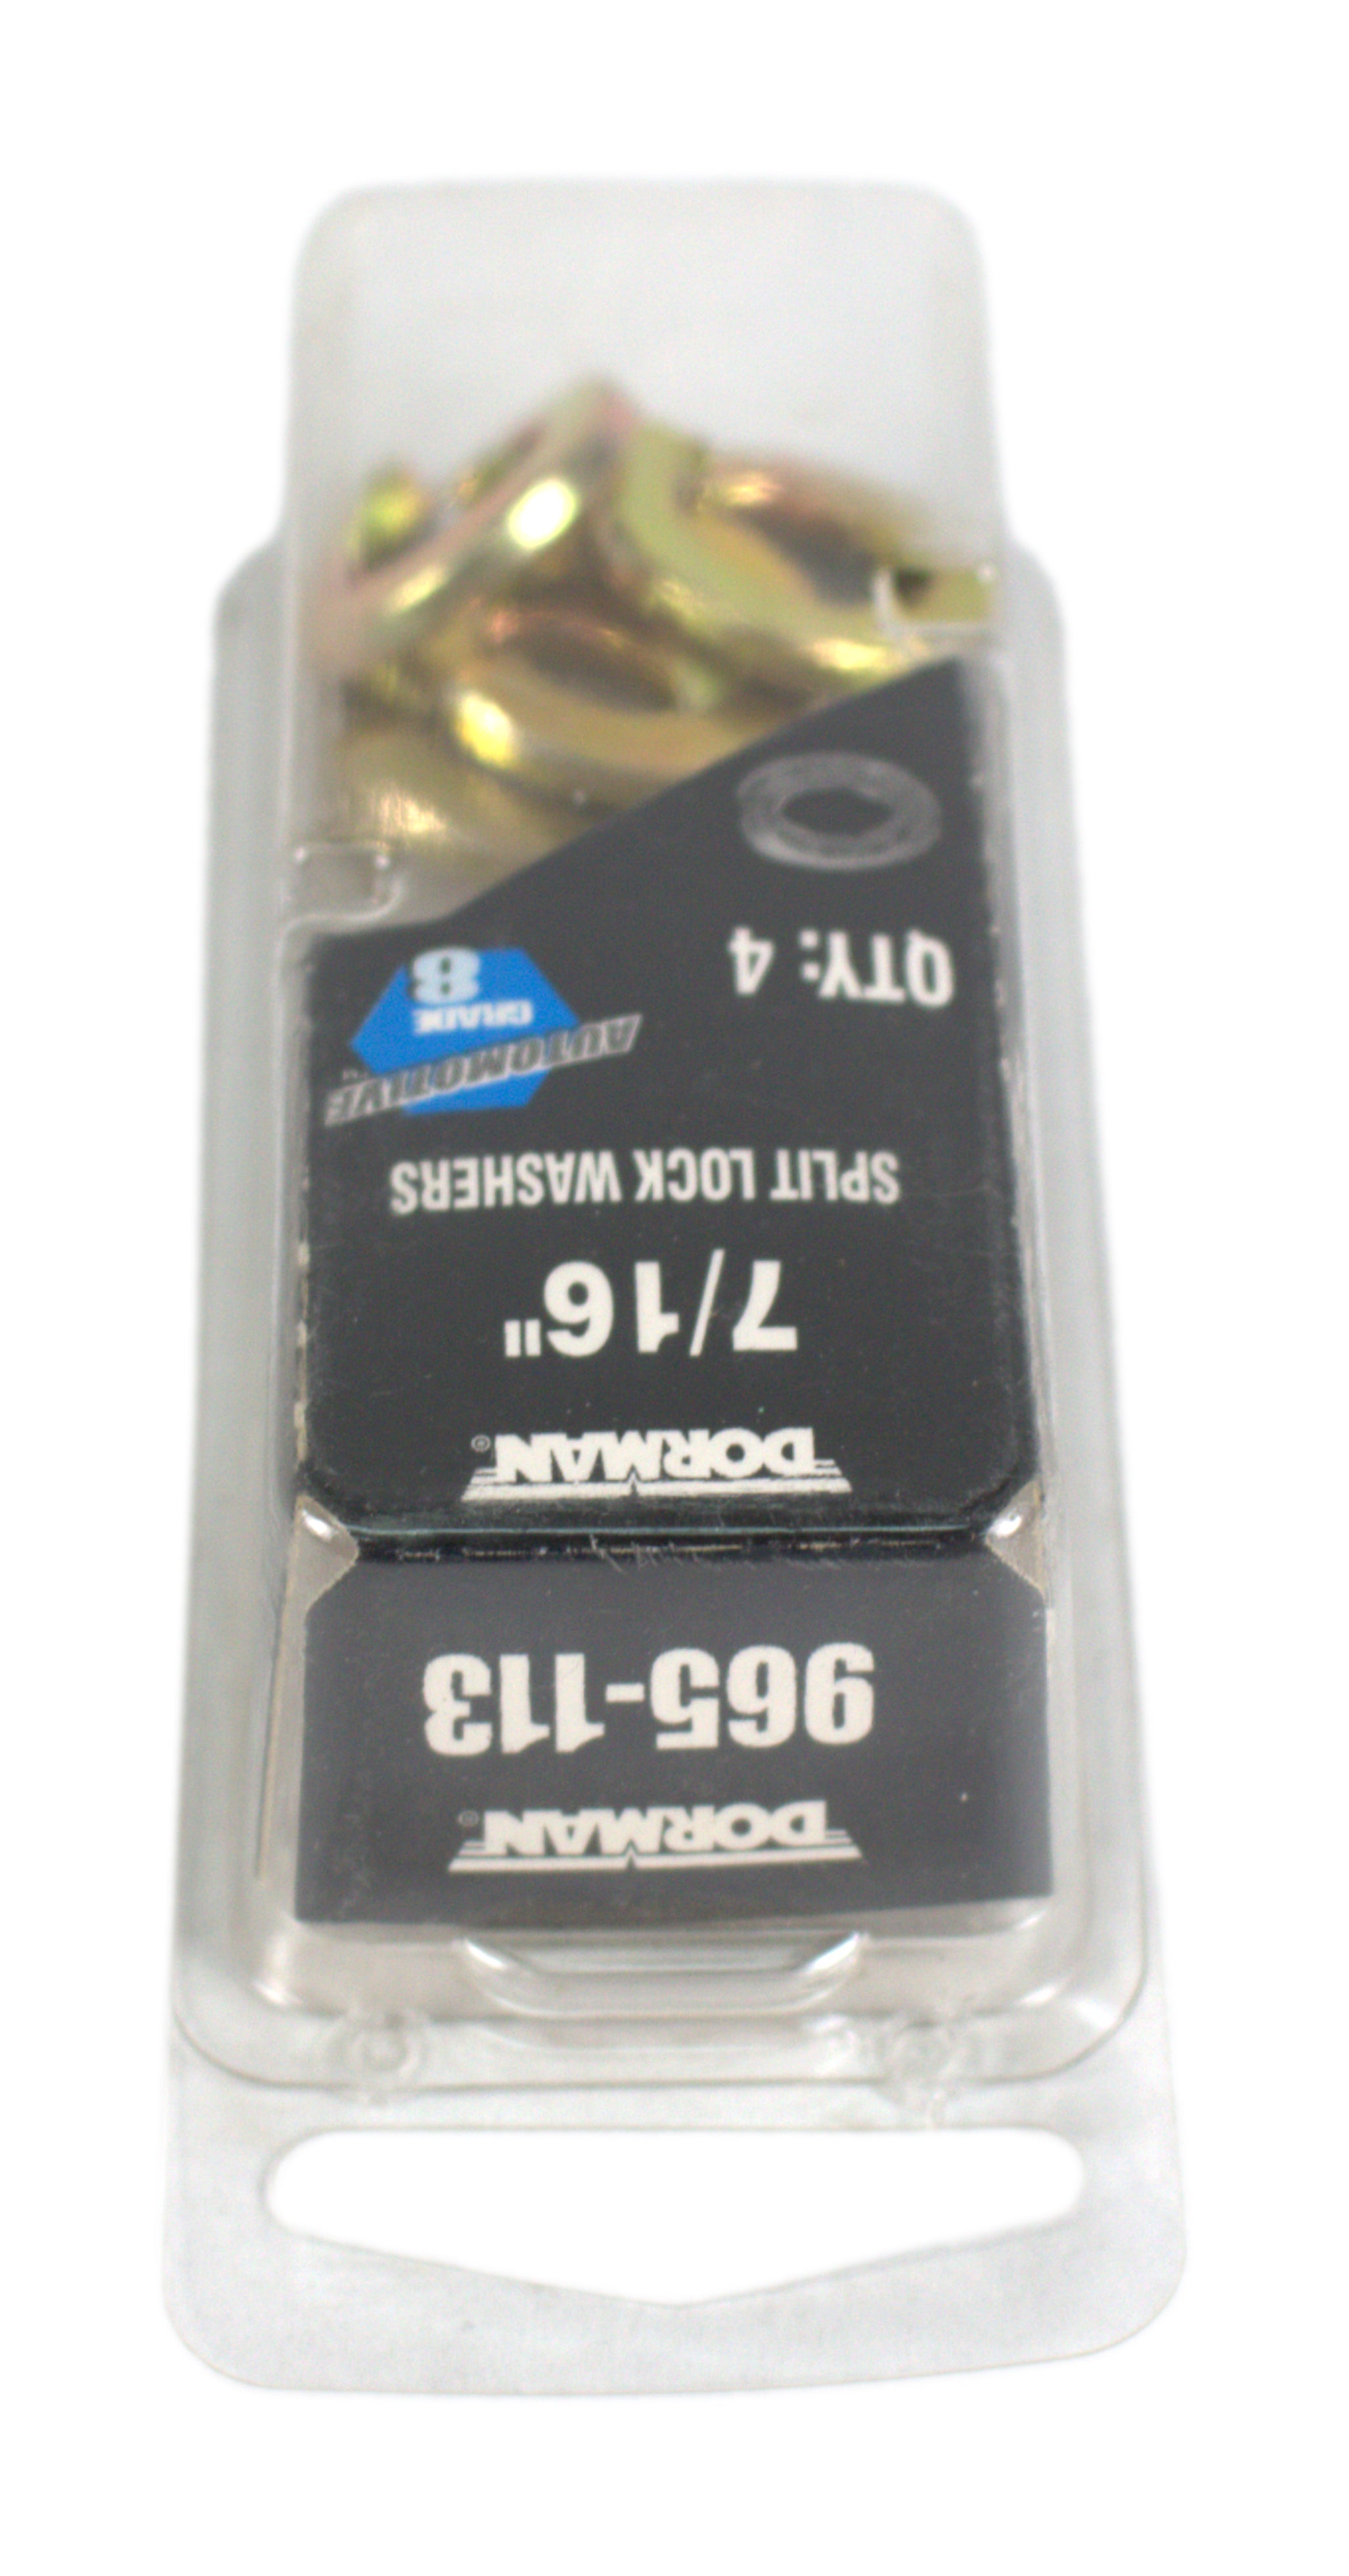 DORMAN®
965-113
DORMAN®
7/16"
SPLIT LOCK WASHERS
AUTOMOTIVE
GRADE
8
QTY: 4